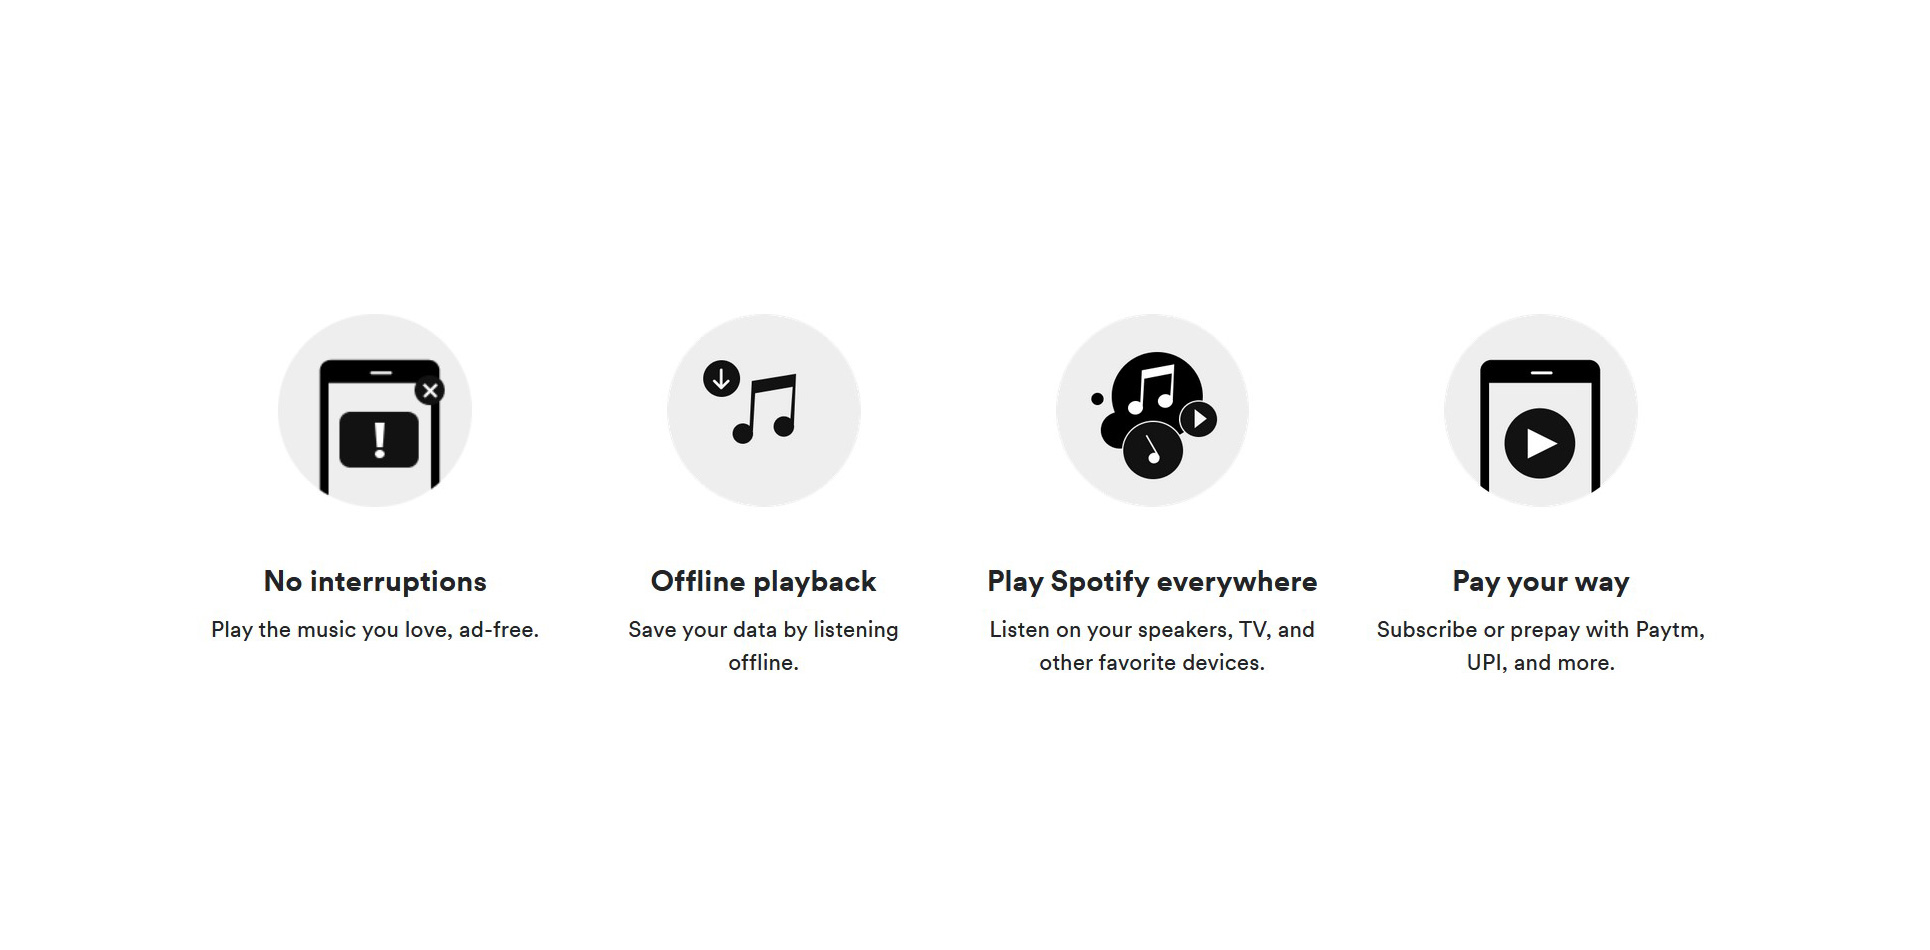 No interruptions
Play the music you love, ad-free.
Offline playback
Save your data by listening
offline.
Play Spotify everywhere
Listen on your speakers, TV, and
other favorite devices.
Pay your way
Subscribe or prepay with Paytm,
UPI, and more.